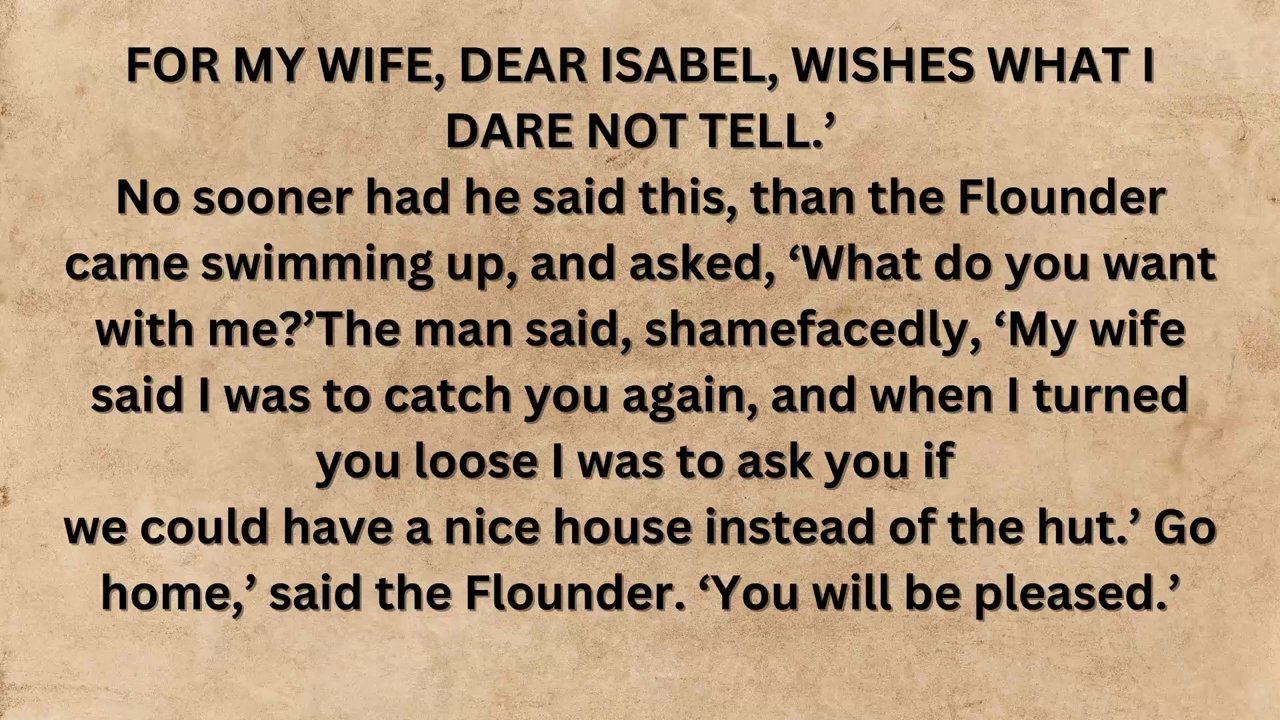 FOR MY WIFE, DEAR ISABEL, WISHES WHAT I
DARE NOT TELL.’
No sooner had he said this, than the Flounder
came swimming up, and asked, ‘What do you want
with me?’The man said, shamefacedly, ‘My wife
said I was to catch you again, and when I turned
you loose I was to ask you if
we could have a nice house instead of the hut.’ Go
home,’ said the Flounder. ‘You will be pleased.’